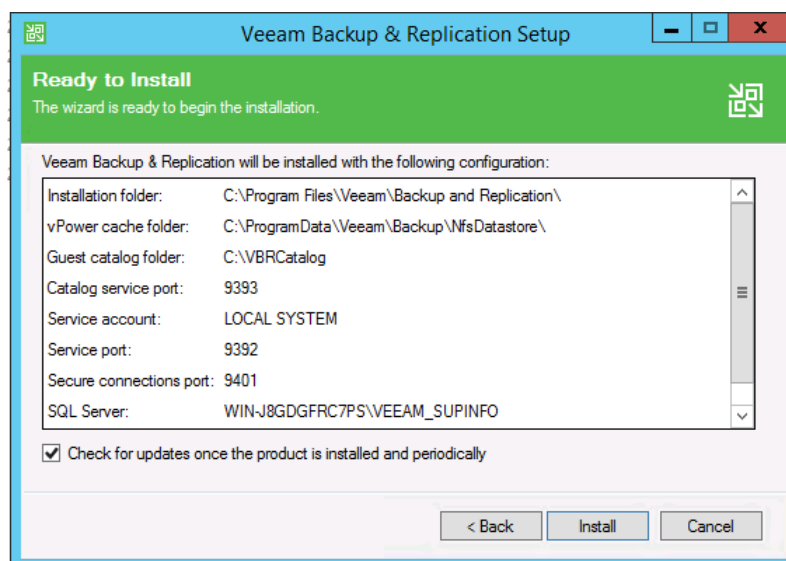 Veeam Backup & Replication Setup
Ready to Install
The wizard is ready to begin the installation.
Veeam Backup & Replication will be installed with the following configuration:
Installation folder: C:\Program Files\Veeam\Backup and Replication\
vPower cache folder: C:\ProgramData\Veeam\Backup\NfsDatastore\
Guest catalog folder: C:\VBRCatalog
Catalog service port: 9393
Service account: LOCAL SYSTEM
Service port: 9392
Secure connections port: 9401
SQL Server: WIN-J8GDGFRC7PS\VEEAM_SUPINFO
Check for updates once the product is installed and periodically
< Back Install Cancel